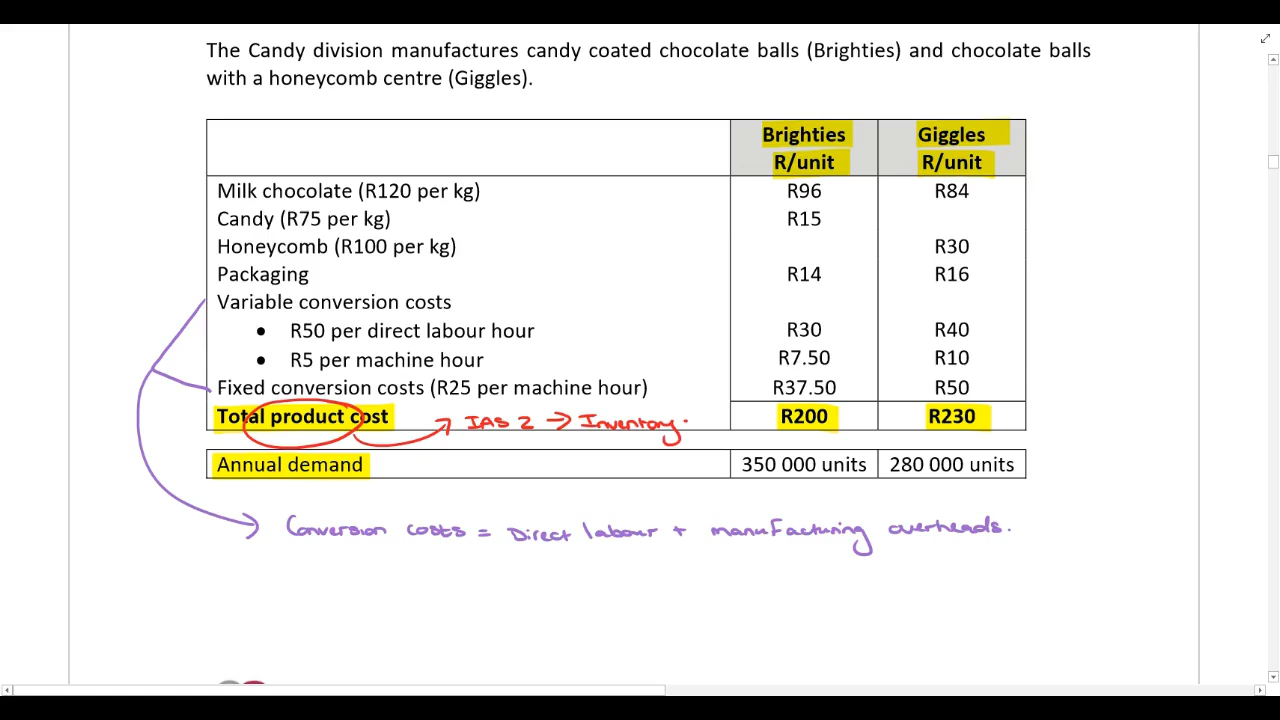 The Candy division manufactures candy coated chocolate balls (Brighties) and chocolate balls
with a honeycomb centre (Giggles).
Brighties Giggles
R/unit R/unit
Milk chocolate (R120 per kg) R96 R84
Candy (R75 per kg) R15
Honeycomb (R100 per kg) R30
Packaging R14 R16
Variable conversion costs
• R50 per direct labour hour R30 R40
• R5 per machine hour R7.50 R10
Fixed conversion costs (R25 per machine hour) R37.50 R50
Total product cost R200 R230
IAS 2 → Inventory.
Annual demand 350 000 units 280 000 units
Conversion costs = Direct labour + manufacturing overheads.